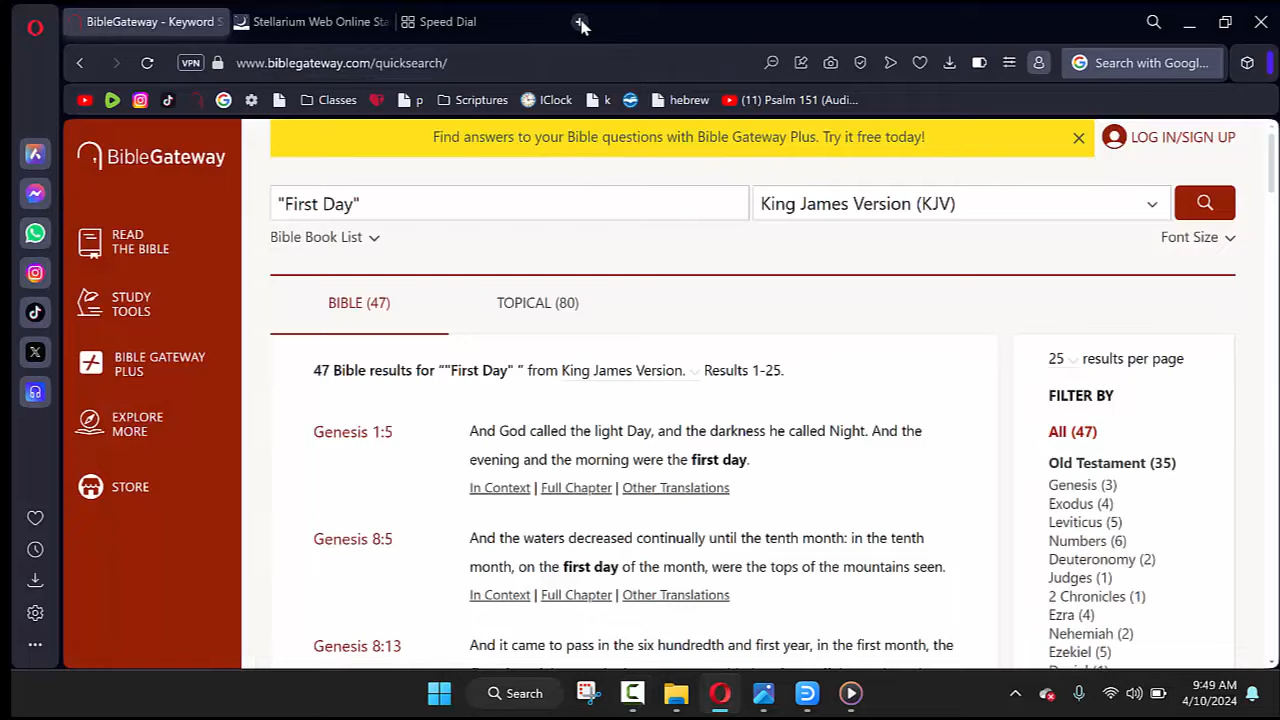 BibleGateway - Keyword S
Stellarium Web Online Sta
Speed Dial
VPN
www.biblegateway.com/quicksearch/
Search with Googl...
Classes
p
Scriptures
IClock
k
hebrew
(11) Psalm 151 (Audi...
BibleGateway
Find answers to your Bible questions with Bible Gateway Plus. Try it free today!
LOG IN/SIGN UP
"First Day"
King James Version (KJV)
Bible Book List
Font Size
READ
THE BIBLE
STUDY
TOOLS
BIBLE GATEWAY
PLUS
EXPLORE
MORE
STORE
BIBLE (47)
TOPICAL (80)
47 Bible results for “"First Day" ” from King James Version. Results 1-25.
Genesis 1:5
And God called the light Day, and the darkness he called Night. And the
evening and the morning were the first day.
In Context | Full Chapter | Other Translations
Genesis 8:5
And the waters decreased continually until the tenth month: in the tenth
month, on the first day of the month, were the tops of the mountains seen.
In Context | Full Chapter | Other Translations
Genesis 8:13
And it came to pass in the six hundredth and first year, in the first month, the
25 results per page
FILTER BY
All (47)
Old Testament (35)
Genesis (3)
Exodus (4)
Leviticus (5)
Numbers (6)
Deuteronomy (2)
Judges (1)
2 Chronicles (1)
Ezra (4)
Nehemiah (2)
Ezekiel (5)
Search
9:49 AM
4/10/2024